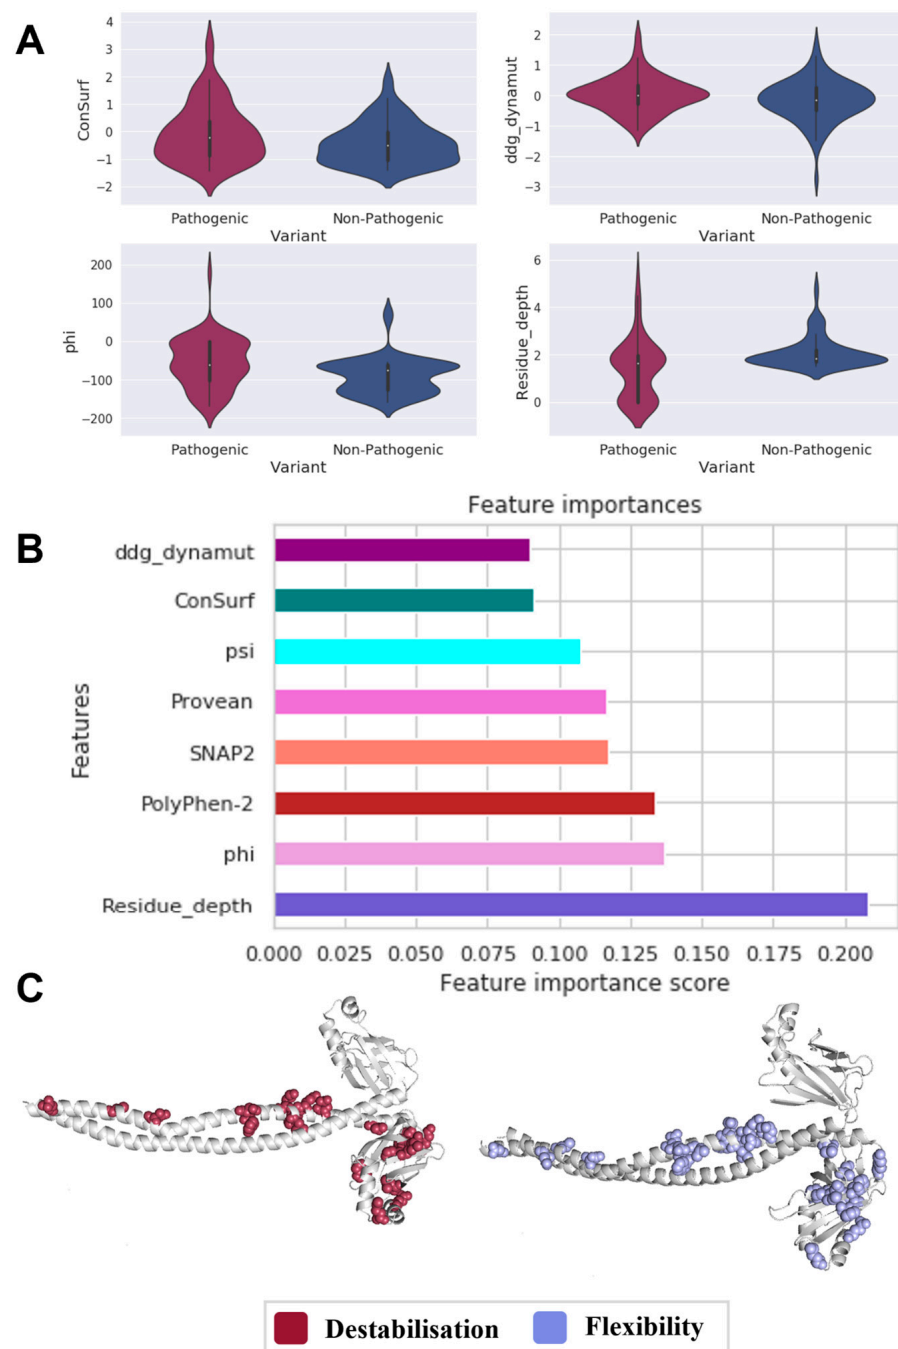 A
ConSurf
4
3
2
1
0
−1
−2
Pathogenic
Non-Pathogenic
Variant
ddg_dynamut
2
1
0
−1
−2
−3
Pathogenic
Non-Pathogenic
Variant
phi
200
100
0
−100
−200
Pathogenic
Non-Pathogenic
Variant
Residue_depth
6
4
2
0
Pathogenic
Non-Pathogenic
Variant
B
Feature importances
Features
ddg_dynamut
ConSurf
psi
Provean
SNAP2
PolyPhen-2
phi
Residue_depth
0.000 0.025 0.050 0.075 0.100 0.125 0.150 0.175 0.200
Feature importance score
C
Destabilisation
Flexibility